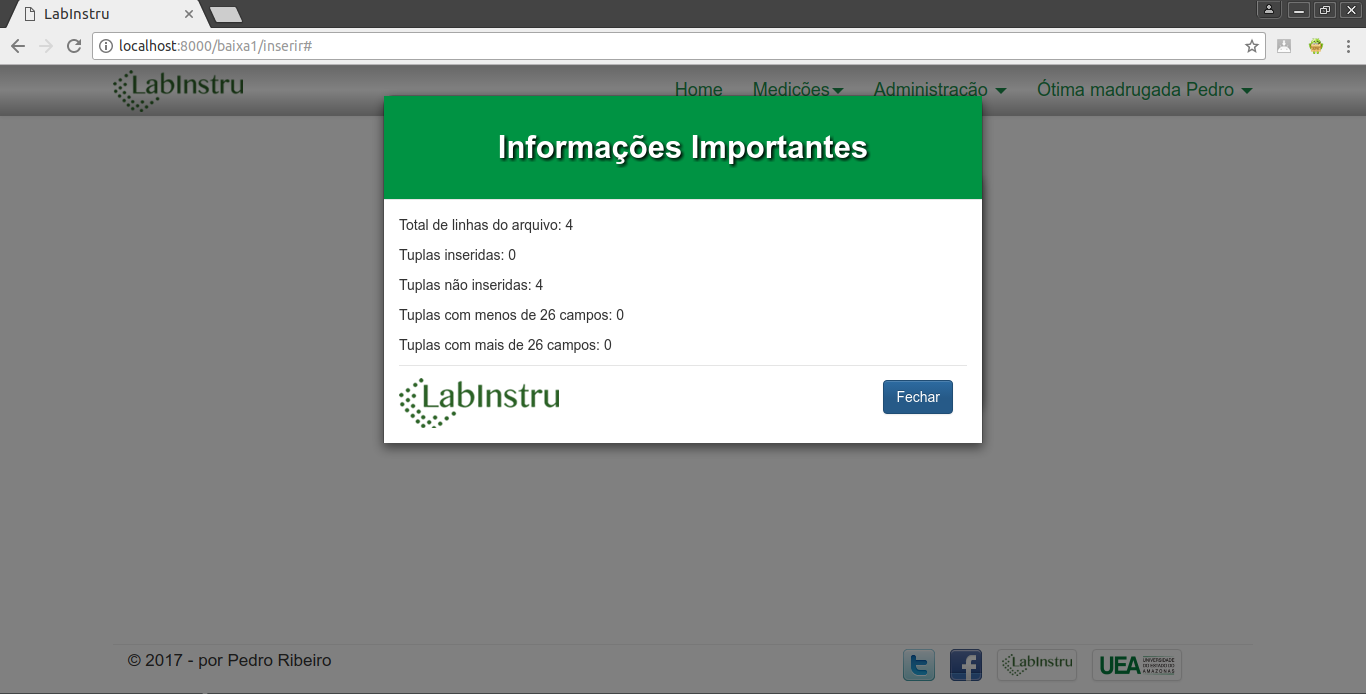 LabInstru
localhost:8000/baixa1/inserir#
LabInstru
Home Medições Administração Ótima madrugada Pedro
Informações Importantes
Total de linhas do arquivo: 4
Tuplas inseridas: 0
Tuplas não inseridas: 4
Tuplas com menos de 26 campos: 0
Tuplas com mais de 26 campos: 0
LabInstru
Fechar
© 2017 - por Pedro Ribeiro
LabInstru
UEA
UNIVERSIDADE
DO ESTADO DO
AMAZONAS